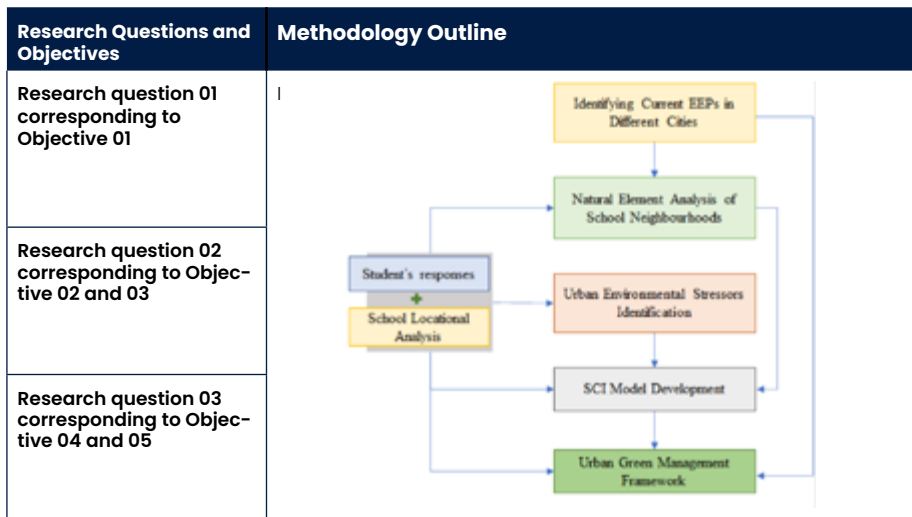 Research Questions and
Objectives
Methodology Outline
Research question 01
corresponding to
Objective 01
Research question 02
corresponding to Objec-
tive 02 and 03
Research question 03
corresponding to Objec-
tive 04 and 05
Identifying Current EEPs in
Different Cities
Natural Element Analysis of
School Neighbourhoods
Student's responses
+
School Locational
Analysis
Urban Environmental Stressors
Identification
SCI Model Development
Urban Green Management
Framework